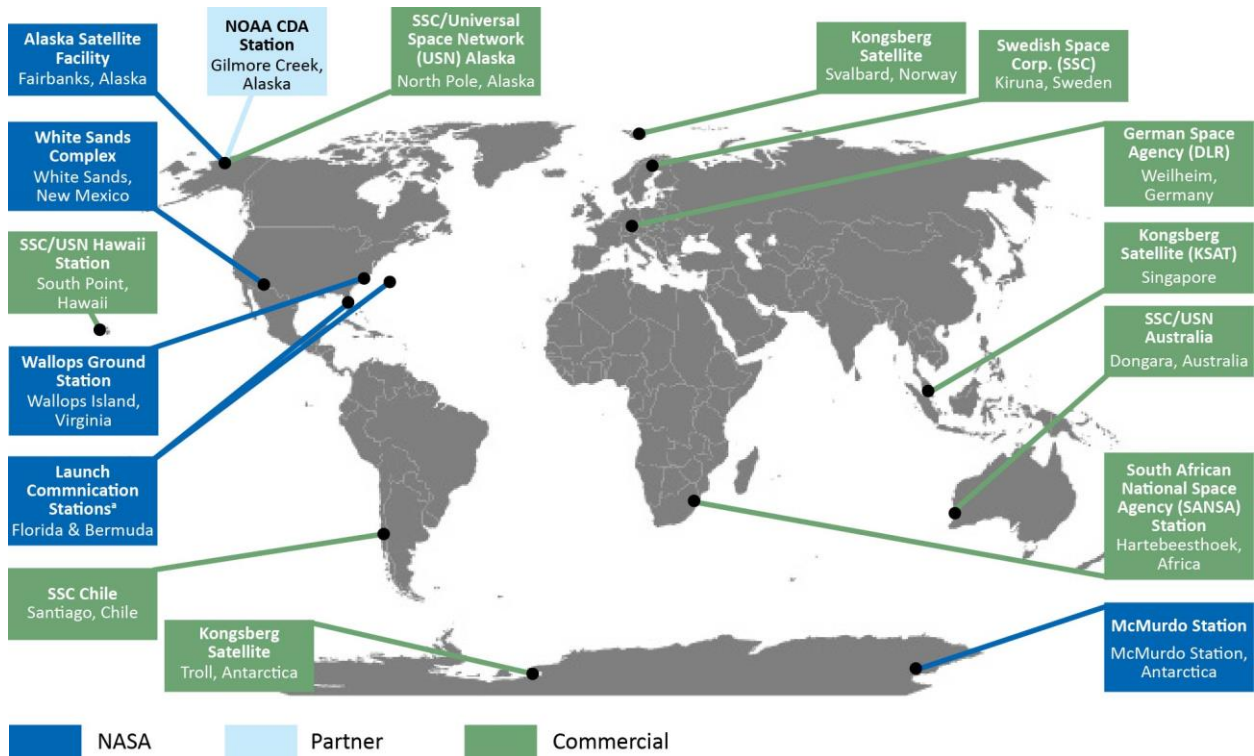 Alaska Satellite
Facility
Fairbanks, Alaska
NOAA CDA
Station
Gilmore Creek,
Alaska
SSC/Universal
Space Network
(USN) Alaska
North Pole, Alaska
Kongsberg
Satellite
Svalbard, Norway
Swedish Space
Corp. (SSC)
Kiruna, Sweden
White Sands
Complex
White Sands,
New Mexico
German Space
Agency (DLR)
Weilheim,
Germany
SSC/USN Hawaii
Station
South Point,
Hawaii
Kongsberg
Satellite (KSAT)
Singapore
Wallops Ground
Station
Wallops Island,
Virginia
SSC/USN
Australia
Dongara, Australia
Launch
Commnication
Stationsᵃ
Florida & Bermuda
South African
National Space
Agency (SANSA)
Station
Hartebeesthoek,
Africa
SSC Chile
Santiago, Chile
Kongsberg
Satellite
Troll, Antarctica
McMurdo Station
McMurdo Station,
Antarctica
NASA
Partner
Commercial